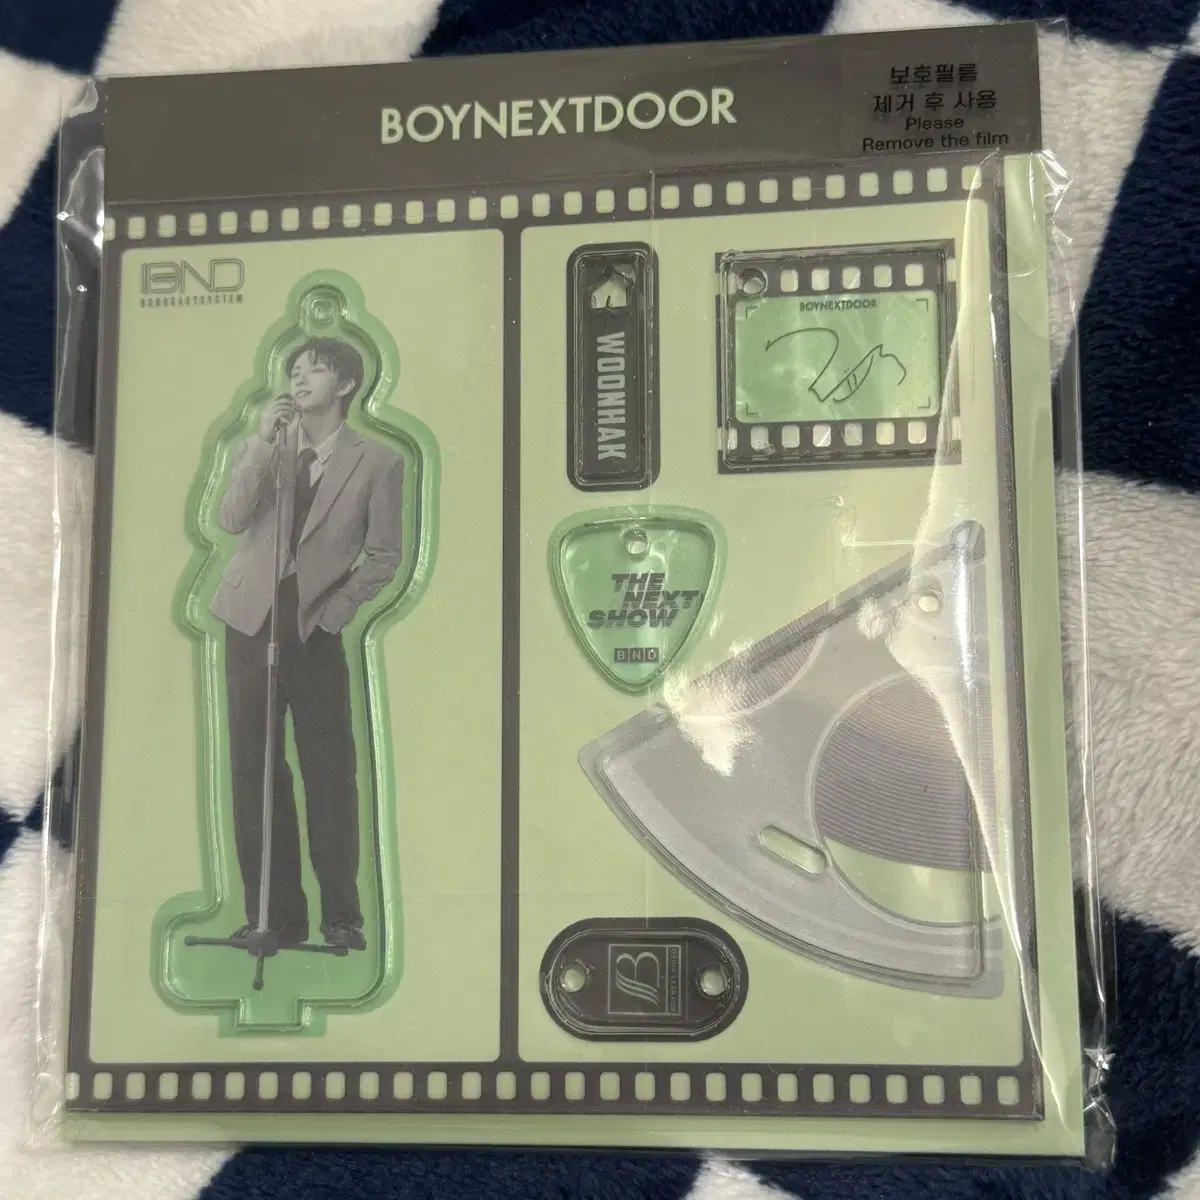 BOYNEXTDOOR
보호필름
제거 후 사용
Please
Remove the film
BND
WOONHAK
BOYNEXTDOOR
THE
NEXT
SHOW
BND
B